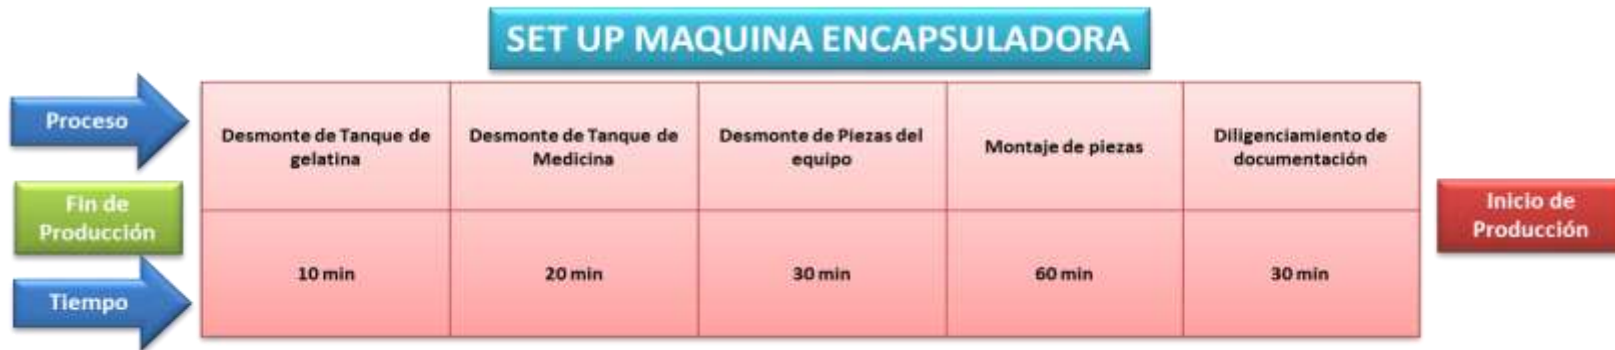 SET UP MAQUINA ENCAPSULADORA
Proceso
Desmonte de Tanque de
gelatina
Desmonte de Tanque de
Medicina
Desmonte de Piezas del
equipo
Montaje de piezas
Diligenciamiento de
documentación
Fin de
Producción
Inicio de
Producción
Tiempo
10 min
20 min
30 min
60 min
30 min